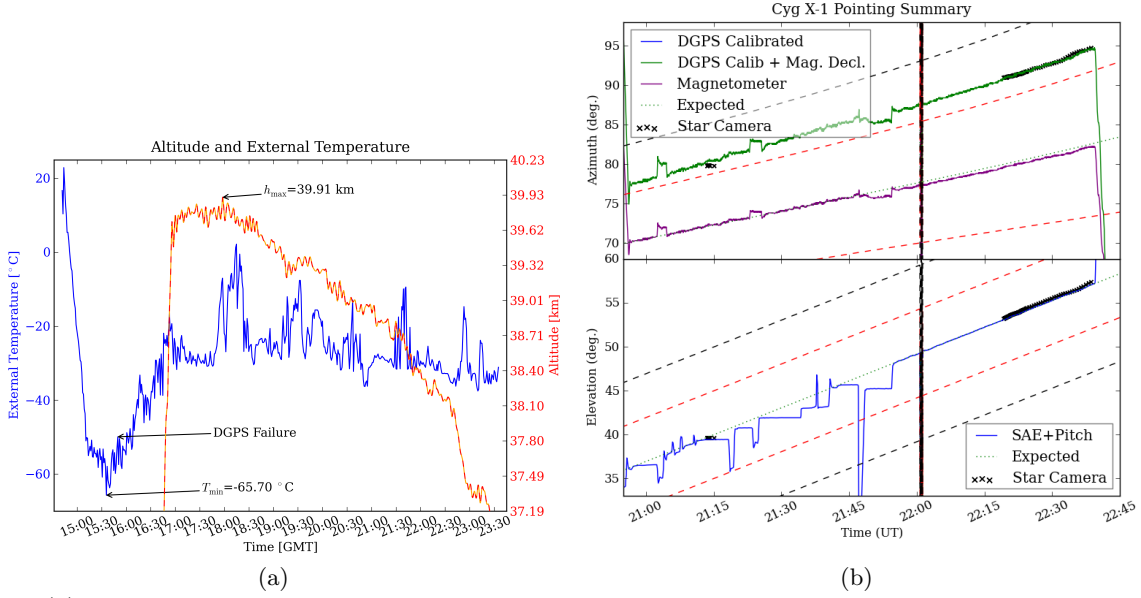 Cyg X-1 Pointing Summary
Altitude and External Temperature
External Temperature [ °C]
20
0
−20
−40
−60
h_max=39.91 km
DGPS Failure
T_min=-65.70 °C
40.23
39.93
39.62
39.32
39.01
38.71
38.40
38.10
37.80
37.49
37.19
Altitude [km]
15:00
15:30
16:00
16:30
17:00
17:30
18:00
18:30
19:00
19:30
20:00
20:30
21:00
21:30
22:00
22:30
23:00
23:30
Time [GMT]
(a)
Azimuth (deg.)
95
90
85
80
75
70
60
DGPS Calibrated
DGPS Calib + Mag. Decl.
Magnetometer
Expected
Star Camera
Elevation (deg.)
55
50
45
40
35
SAE+Pitch
Expected
Star Camera
21:00
21:15
21:30
21:45
22:00
22:15
22:30
22:45
Time (UT)
(b)